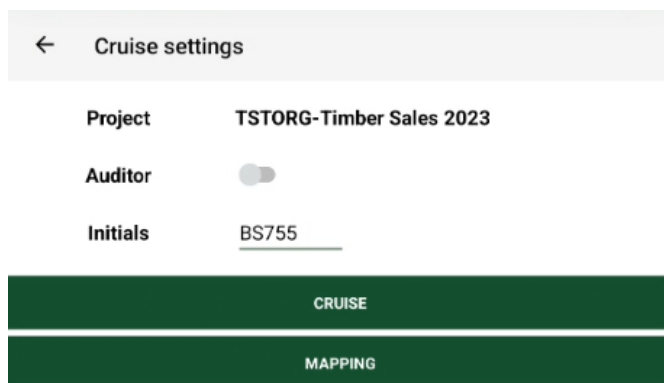 Cruise settings
Project TSTORG-Timber Sales 2023
Auditor
Initials BS755
CRUISE
MAPPING